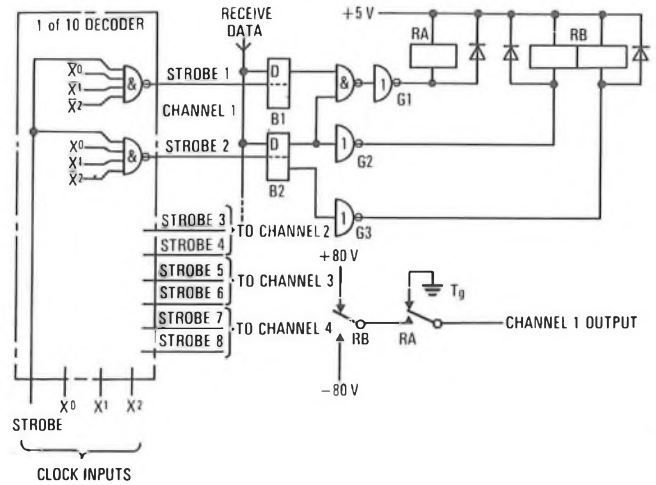 1 of 10 DECODER
RECEIVE
DATA
+5 V
RA
RB
X̅0
X̅1
X̅2
&
STROBE 1
D
B1
&
1
G1
CHANNEL 1
X0
X1
X̅2
&
STROBE 2
D
B2
1
G2
1
G3
STROBE 3
STROBE 4
TO CHANNEL 2
STROBE 5
STROBE 6
TO CHANNEL 3
STROBE 7
STROBE 8
TO CHANNEL 4
+80 V
RB
−80 V
Tg
RA
CHANNEL 1 OUTPUT
X0
X1
X2
STROBE
CLOCK INPUTS